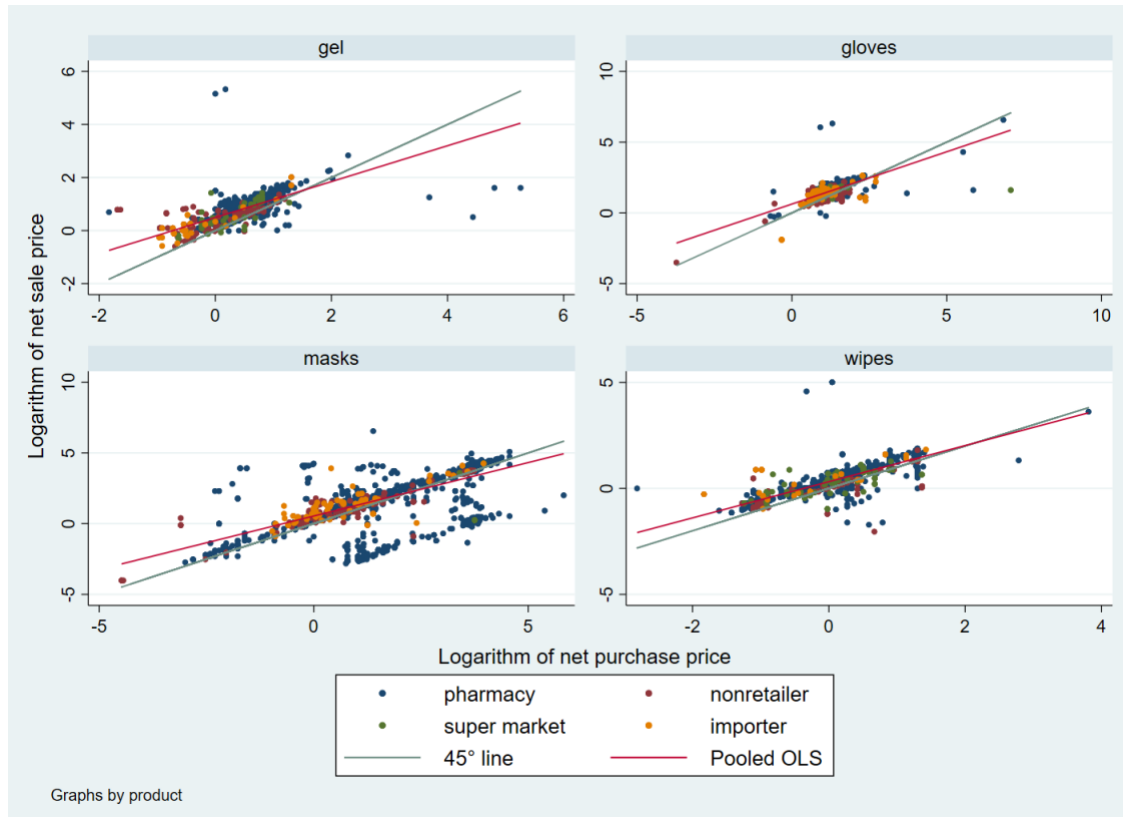 gel
gloves
6
4
2
0
-2
-2 0 2 4 6
10
5
0
-5
-5 0 5 10
masks
wipes
10
5
0
-5
-5 0 5
5
0
-5
-2 0 2 4
Logarithm of net sale price
Logarithm of net purchase price
pharmacy
nonretailer
super market
importer
45° line
Pooled OLS
Graphs by product